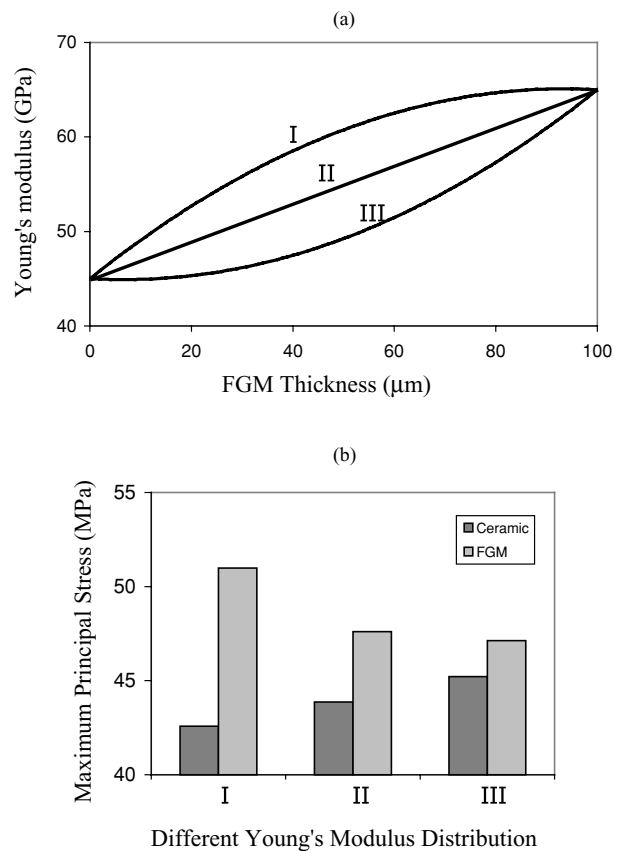 (a)
Young's modulus (GPa)
70
60
50
40
I
II
III
0
20
40
60
80
100
FGM Thickness (μm)
(b)
Maximum Principal Stress (MPa)
55
50
45
40
Ceramic
FGM
I
II
III
Different Young's Modulus Distribution